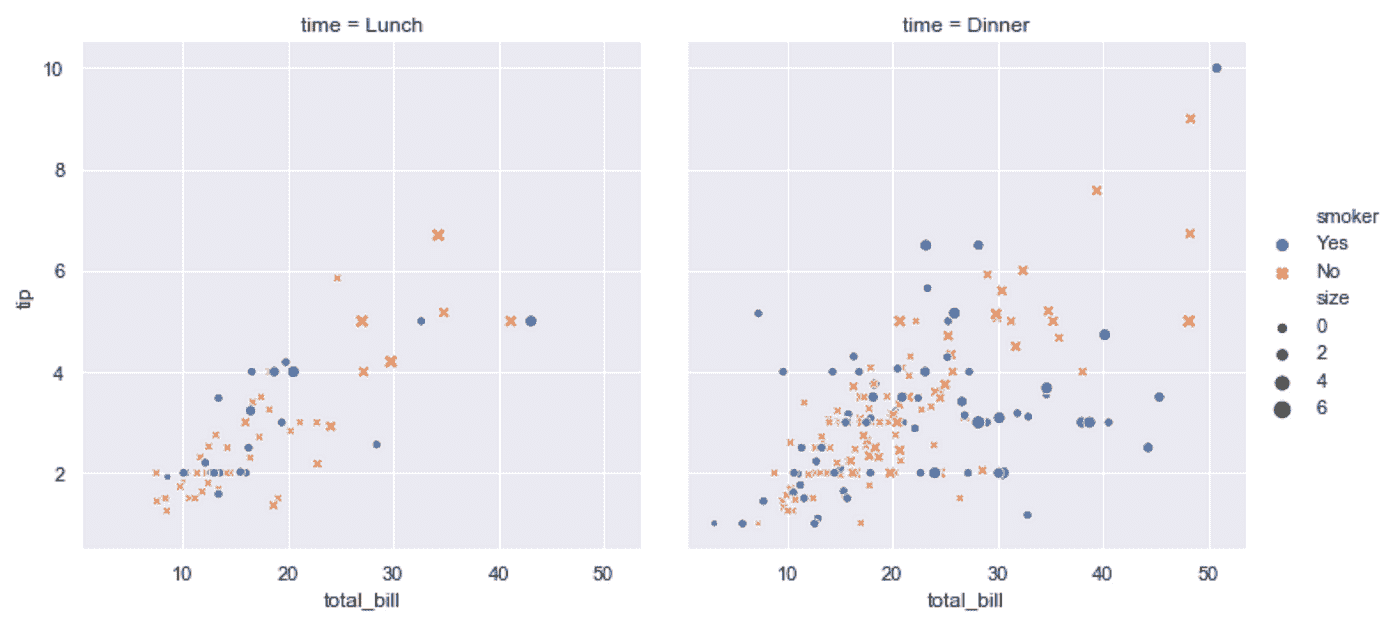 time = Lunch
time = Dinner
10
8
6
4
2
tip
10 20 30 40 50
total_bill
10 20 30 40 50
total_bill
smoker
Yes
No
size
0
2
4
6